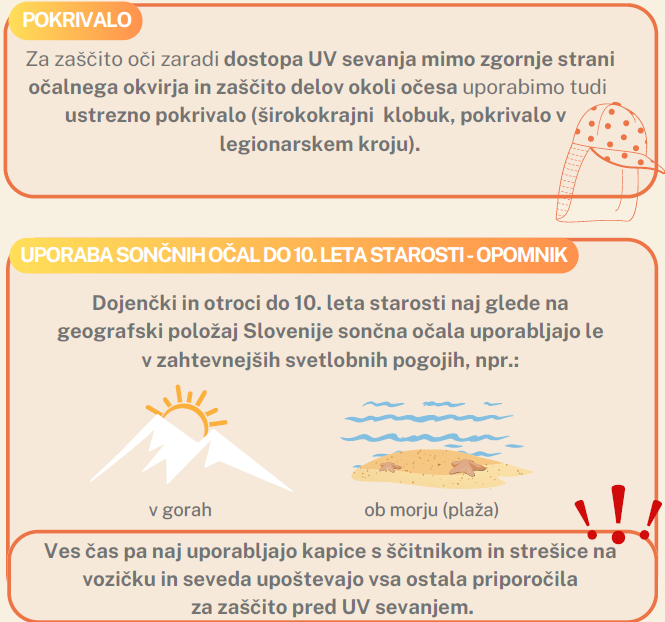 POKRIVALO
Za zaščito oči zaradi dostopa UV sevanja mimo zgornje strani
očalnega okvirja in zaščito delov okoli očesa uporabimo tudi
ustrezno pokrivalo (širokokrajni klobuk, pokrivalo v
legionarskem kroju).
UPORABA SONČNIH OČAL DO 10. LETA STAROSTI - OPOMNIK
Dojenčki in otroci do 10. leta starosti naj glede na
geografski položaj Slovenije sončna očala uporabljajo le
v zahtevnejših svetlobnih pogojih, npr.:
v gorah
ob morju (plaža)
!!!
Ves čas pa naj uporabljajo kapice s ščitnikom in strešice na
vozičku in seveda upoštevajo vsa ostala priporočila
za zaščito pred UV sevanjem.